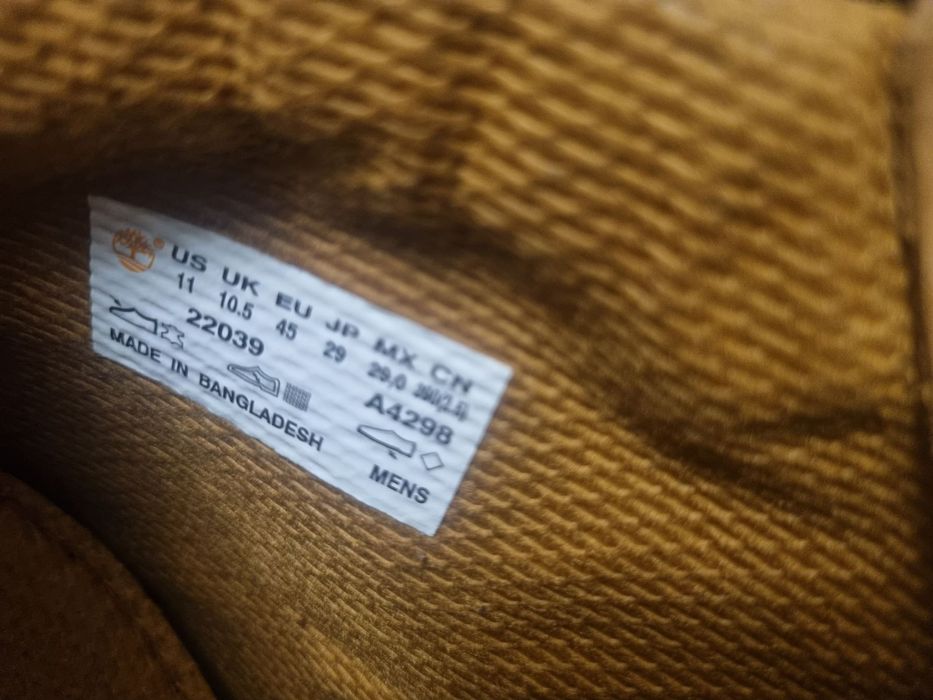 ® US UK EU JP MX CN
11 10.5 45 29 29.0
22039 A4298
MADE IN BANGLADESH MENS